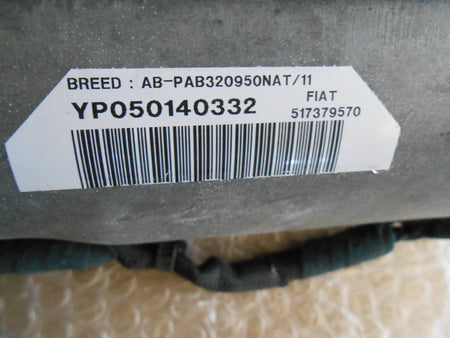 BREED : AB-PAB320950NAT/11
YP050140332
FIAT
517379570